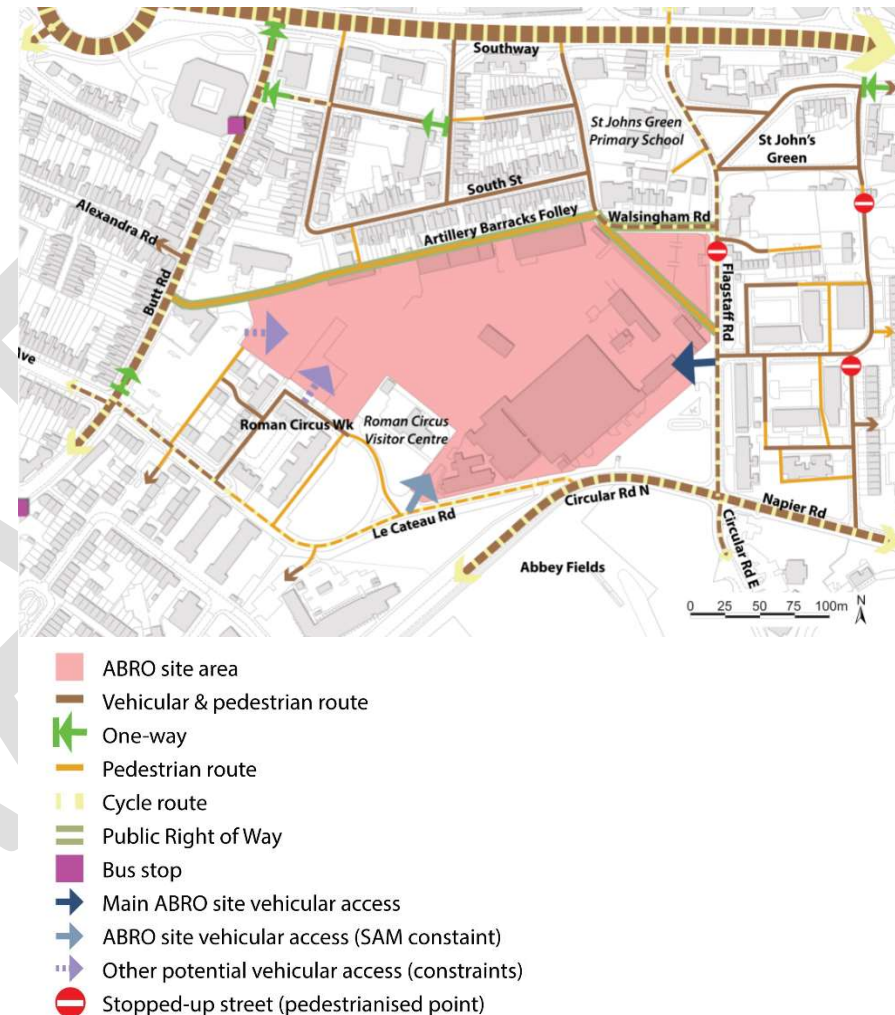 Southway
St Johns Green
Primary School
St John's
Green
South St
Alexandra Rd
Artillery Barracks Folley
Walsingham Rd
Butt Rd
Flagstaff Rd
lve
Roman Circus Wk
Roman Circus
Visitor Centre
Le Cateau Rd
Circular Rd N
Napier Rd
Circular Rd E
Abbey Fields
0 25 50 75 100m
N
ABRO site area
Vehicular & pedestrian route
One-way
Pedestrian route
Cycle route
Public Right of Way
Bus stop
Main ABRO site vehicular access
ABRO site vehicular access (SAM constaint)
Other potential vehicular access (constraints)
Stopped-up street (pedestrianised point)